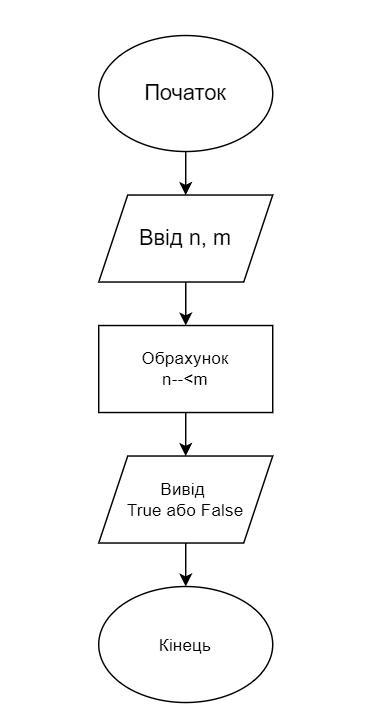 Початок
Ввід n, m
Обрахунок
n--<m
Вивід
True або False
Кінець